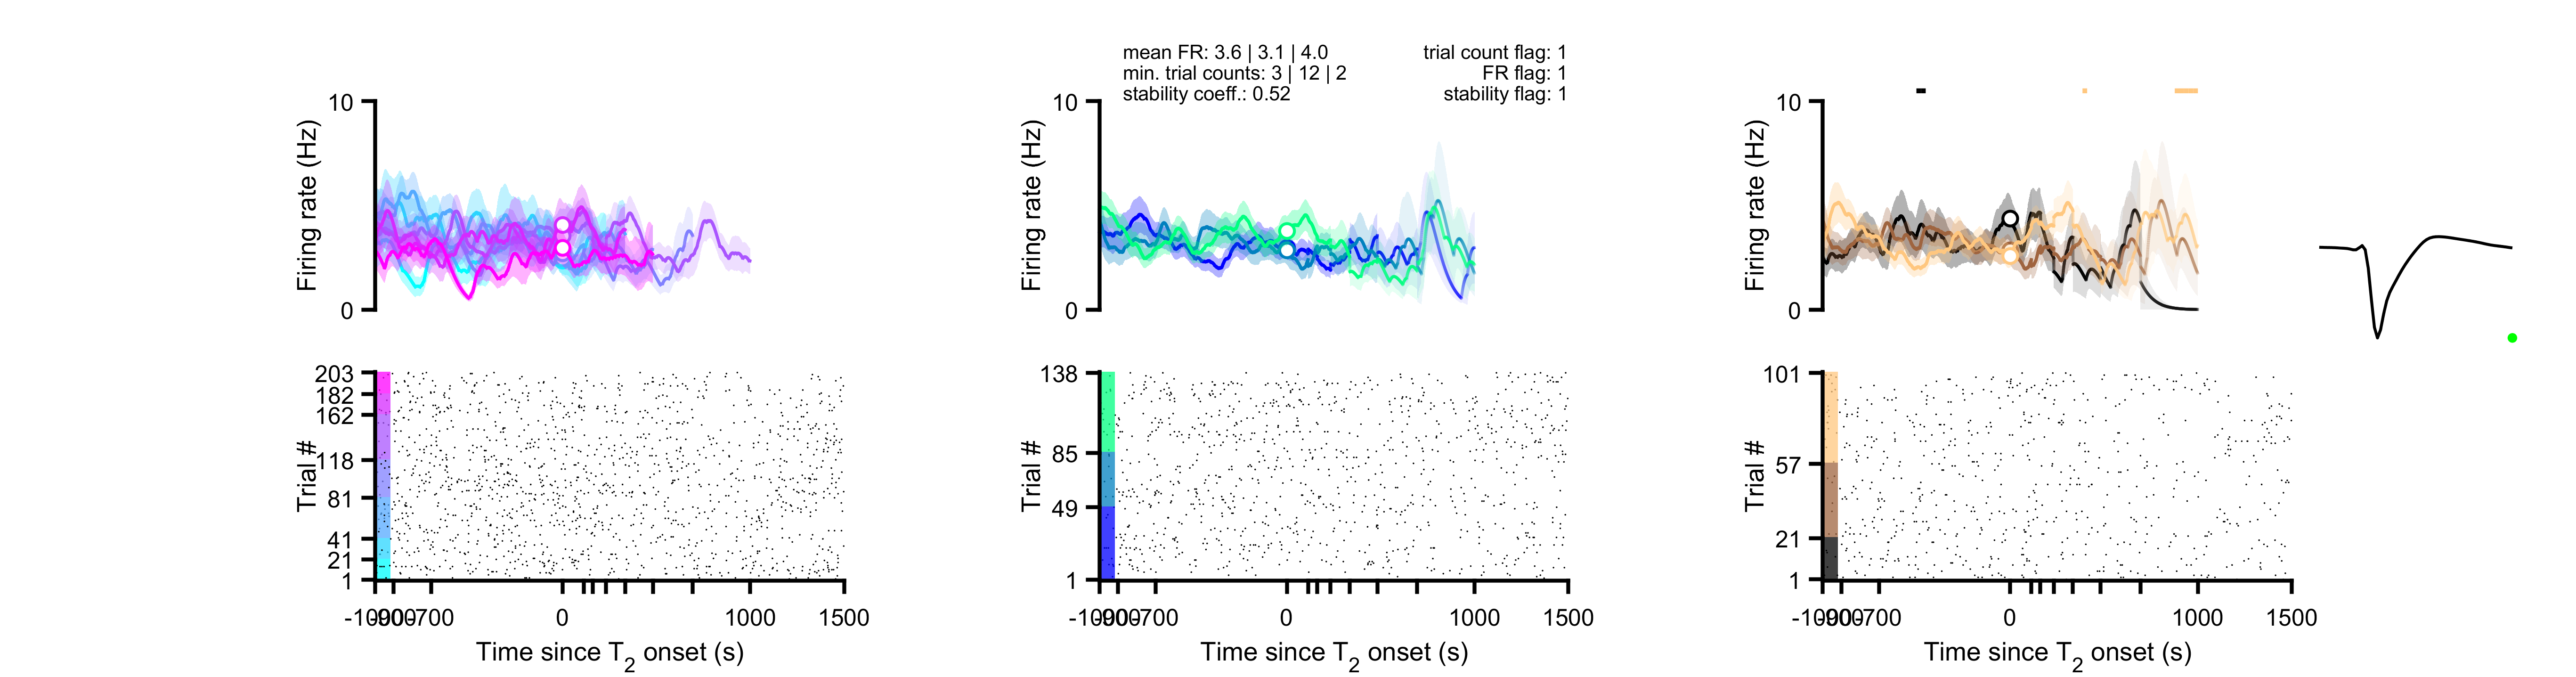 mean FR: 3.6 | 3.1 | 4.0
min. trial counts: 3 | 12 | 2
stability coeff.: 0.52
trial count flag: 1
FR flag: 1
stability flag: 1
10
Firing rate (Hz)
0
10
Firing rate (Hz)
0
10
Firing rate (Hz)
0
203
182
162
118
81
41
21
1
Trial #
0
1000
1500
-700
Time since T2 onset (s)
138
85
49
1
Trial #
-700
0
1000
1500
Time since T2 onset (s)
101
57
21
1
Trial #
-700
0
1000
1500
Time since T2 onset (s)